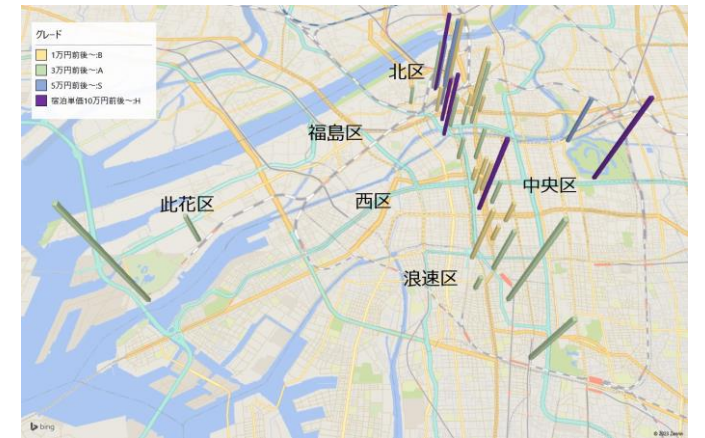 グレード
1万円前後～:B
3万円前後～:A
5万円前後～:S
宿泊単価10万円前後～:H
北区
福島区
此花区
西区
中央区
浪速区
bing